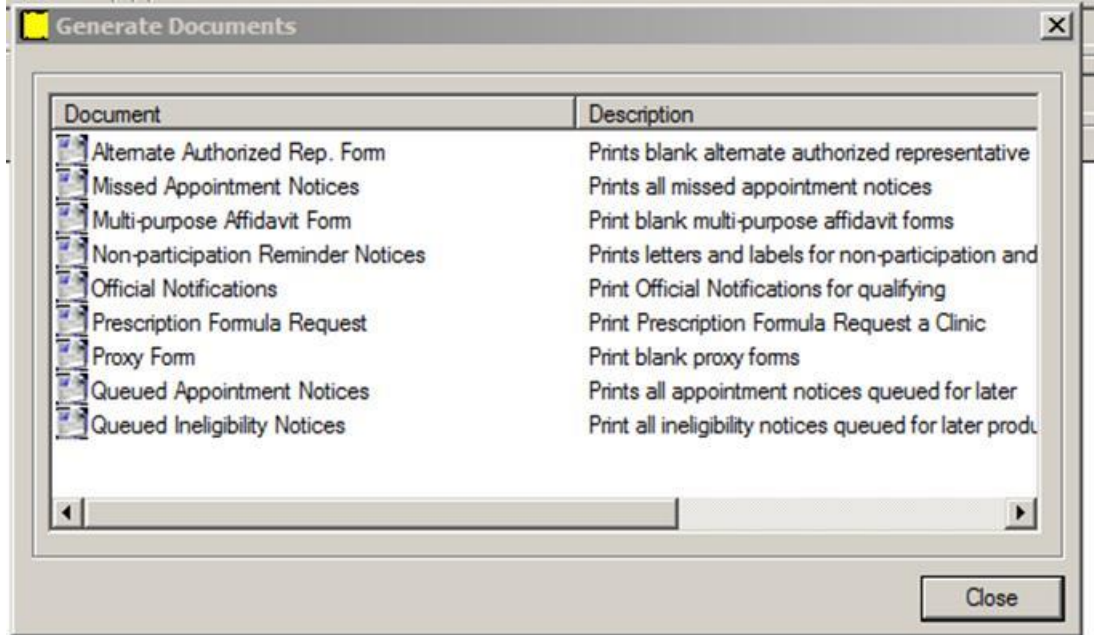 Generate Documents
Document Description
Alternate Authorized Rep. Form Prints blank alternate authorized representative
Missed Appointment Notices Prints all missed appointment notices
Multi-purpose Affidavit Form Print blank multi-purpose affidavit forms
Non-participation Reminder Notices Prints letters and labels for non-participation and
Official Notifications Print Official Notifications for qualifying
Prescription Formula Request Print Prescription Formula Request a Clinic
Proxy Form Print blank proxy forms
Queued Appointment Notices Prints all appointment notices queued for later
Queued Ineligibility Notices Print all ineligibility notices queued for later produ
Close